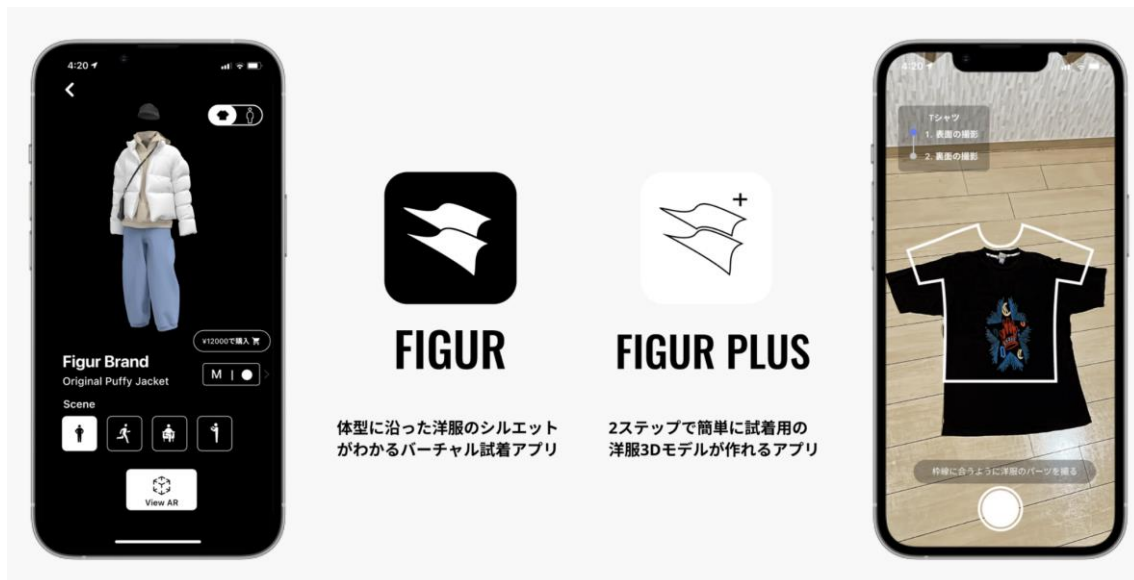 4:20
Figur Brand
Original Puffy Jacket
¥12000で購入
M |
Scene
View AR
FIGUR
体型に沿った洋服のシルエット
がわかるバーチャル試着アプリ
FIGUR PLUS
2ステップで簡単に試着用の
洋服3Dモデルが作れるアプリ
4:20
Tシャツ
1. 表面の撮影
2. 裏面の撮影
枠線に合うように洋服のパーツを撮る